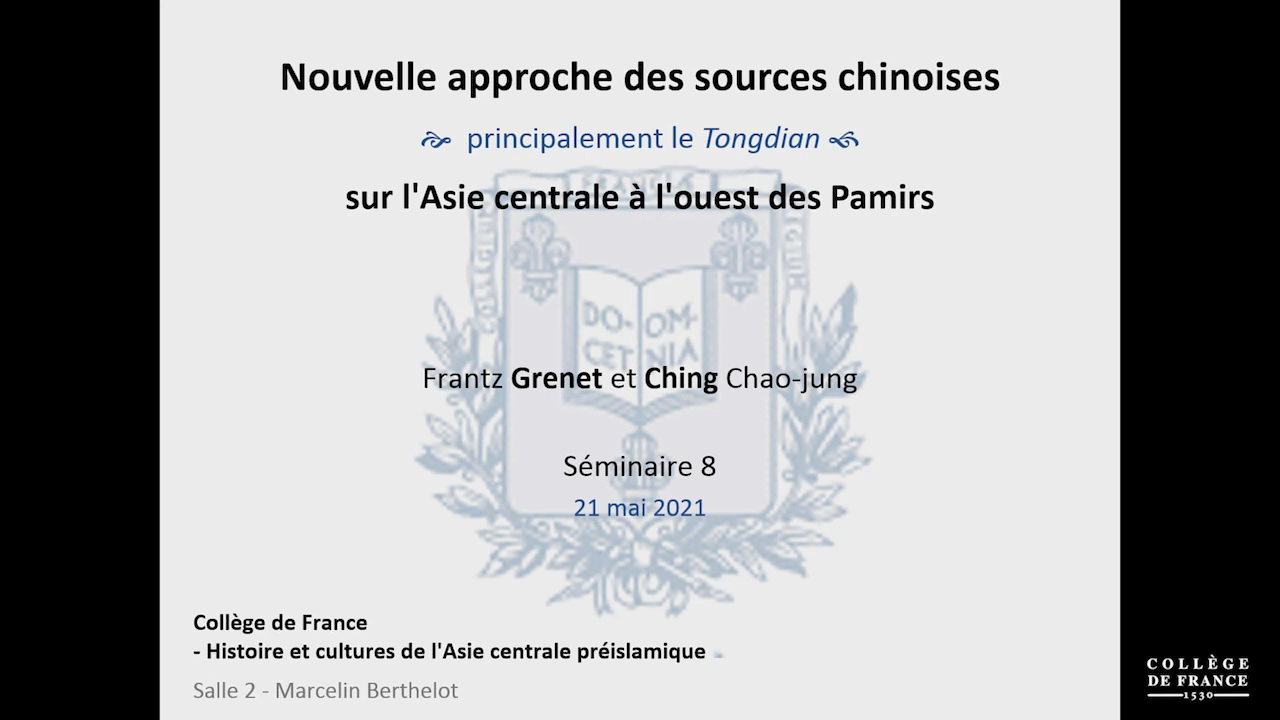 Nouvelle approche des sources chinoises
principalement le Tongdian
sur l'Asie centrale à l'ouest des Pamirs
DO- OM-
CET NIA
Frantz Grenet et Ching Chao-jung
Séminaire 8
21 mai 2021
Collège de France
- Histoire et cultures de l'Asie centrale préislamique
Salle 2 - Marcelin Berthelot
COLLÈGE
DE FRANCE
1530